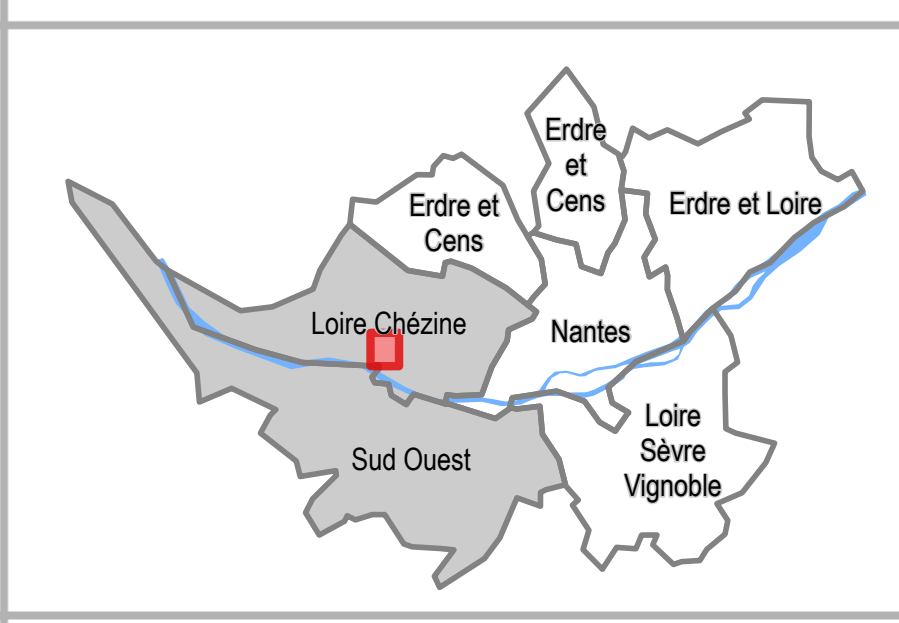 Erdre
et
Cens
Erdre et
Cens
Erdre et Loire
Loire Chézine
Nantes
Loire
Sèvre
Vignoble
Sud Ouest